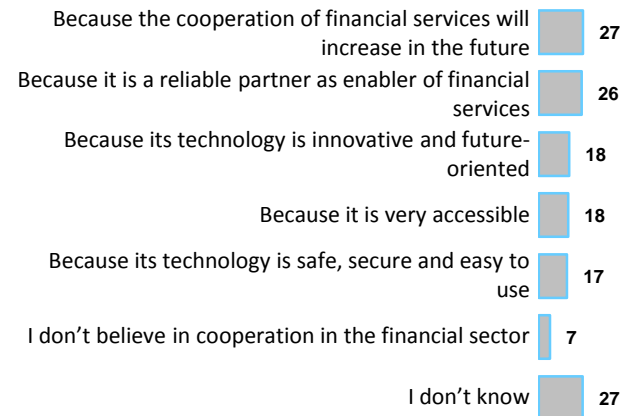 Because the cooperation of financial services will
increase in the future
27
Because it is a reliable partner as enabler of financial
services
26
Because its technology is innovative and future-
oriented
18
Because it is very accessible
18
Because its technology is safe, secure and easy to
use
17
I don’t believe in cooperation in the financial sector
7
I don’t know
27